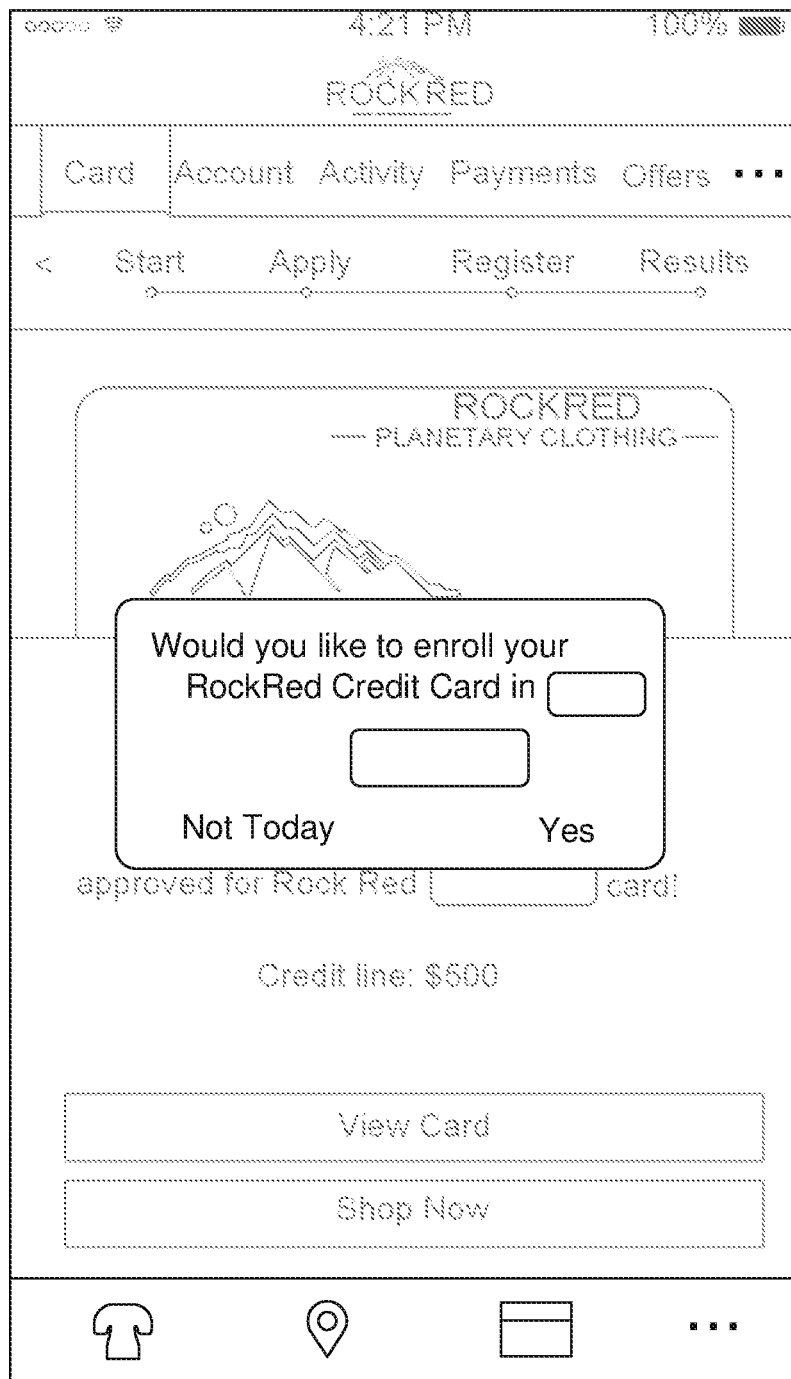 4:21 PM 100%
ROCKRED
Card Account Activity Payments Offers ...
< Start Apply Register Results
ROCKRED
PLANETARY CLOTHING
Would you like to enroll your
RockRed Credit Card in
Not Today Yes
approved for Rock Red card!
Credit line: $500
View Card
Shop Now
...